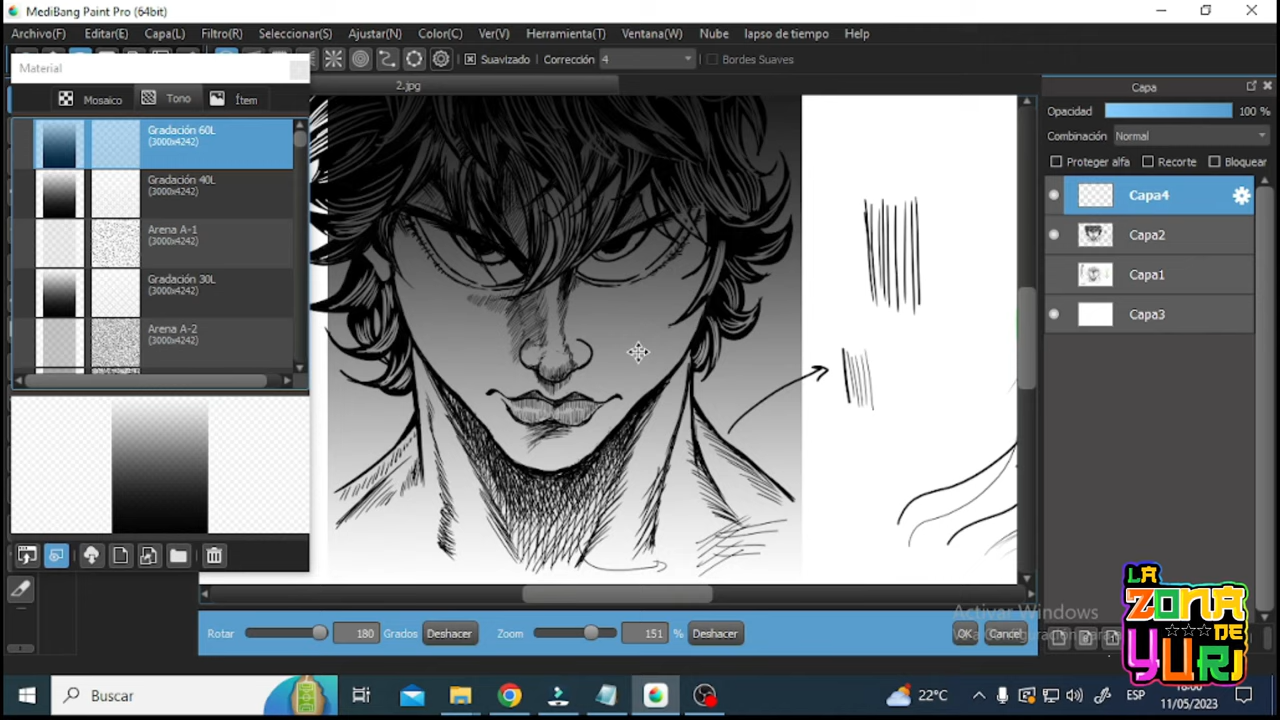 MediBang Paint Pro (64bit)
Archivo(F) Editar(E) Capa(L) Filtro(R) Seleccionar(S) Ajustar(N) Color(C) Ver(V) Herramienta(T) Ventana(W) Nube lapso de tiempo Help
Suavizado Corrección 4 Bordes Suaves
Material
2.jpg
Mosaico Tono Ítem
Gradación 60L
(3000x4242)
Gradación 40L
(3000x4242)
Arena A-1
(3000x4242)
Gradación 30L
(3000x4242)
Arena A-2
(3000x4242)
Capa
Opacidad 100 %
Combinación Normal
Proteger alfa Recorte Bloquear
Capa4
Capa2
Capa1
Capa3
Rotar 180 Grados Deshacer Zoom 151 % Deshacer OK Cancel
Activar Windows
LA
ZONA
DE
YURI
Buscar
22°C
ESP
11/05/2023